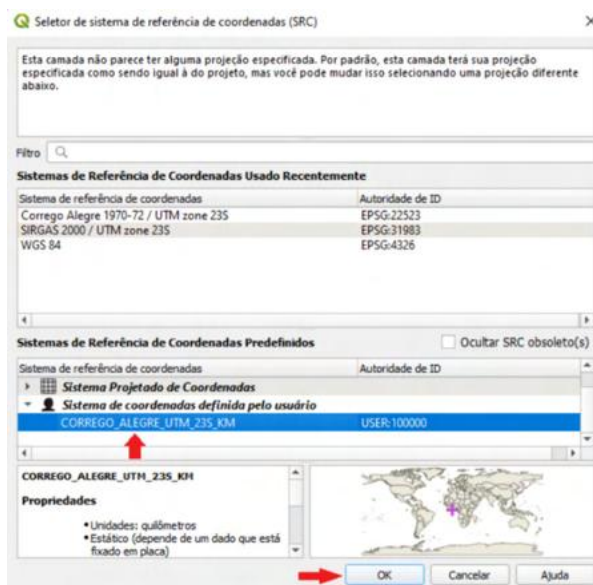 Seletor de sistema de referência de coordenadas (SRC)
Esta camada não parece ter alguma projeção especificada. Por padrão, esta camada terá sua projeção
especificada como sendo igual à do projeto, mas você pode mudar isso selecionando uma projeção diferente
abaixo.
Filtro
Sistemas de Referência de Coordenadas Usado Recentemente
Sistema de referência de coordenadas Autoridade de ID
Corrego Alegre 1970-72 / UTM zone 23S EPSG:22523
SIRGAS 2000 / UTM zone 23S EPSG:31983
WGS 84 EPSG:4326
Sistemas de Referência de Coordenadas Predefinidos Ocultar SRC obsoleto(s)
Sistema de referência de coordenadas Autoridade de ID
Sistema Projetado de Coordenadas
Sistema de coordenadas definida pelo usuário
CORREGO_ALEGRE_UTM_23S_KM USER:100000
CORREGO_ALEGRE_UTM_23S_KM
Propriedades
•Unidades: quilômetros
•Estático (depende de um dado que está
fixado em placa)
OK Cancelar Ajuda